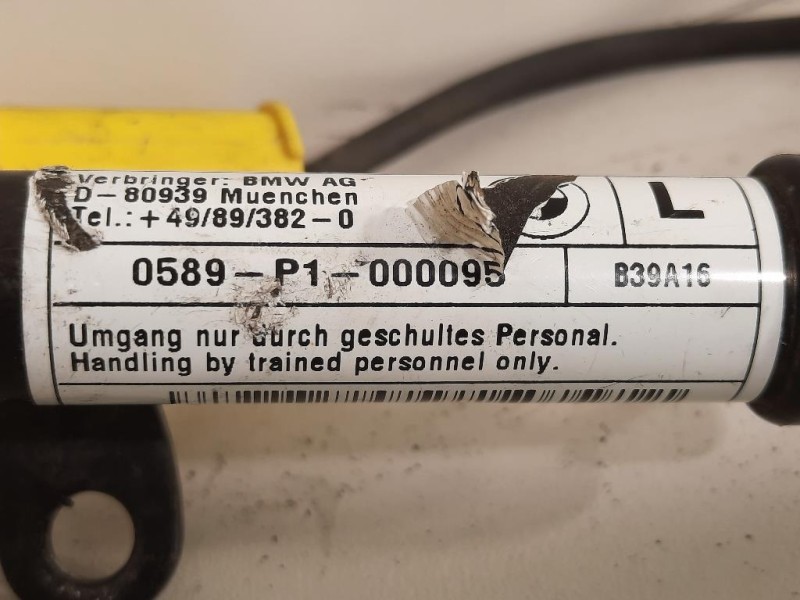 Verbringer: BMW AG
D-80939 Muenchen
Tel.: +49/89/382-0
L
0589-P1-000095
B39A16
Umgang nur durch geschultes Personal.
Handling by trained personnel only.